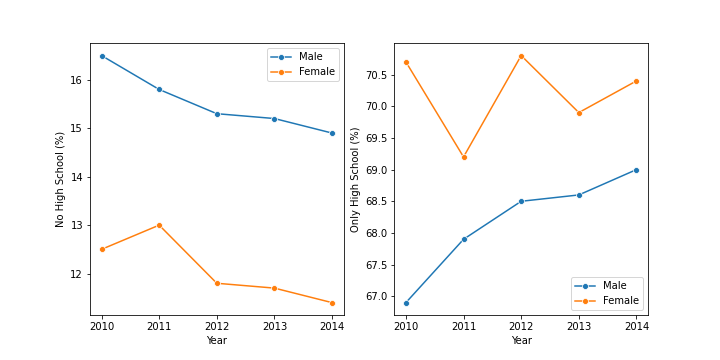 Male
Female
16
15
14
13
12
No High School (%)
2010 2011 2012 2013 2014
Year
70.5
70.0
69.5
69.0
68.5
68.0
67.5
67.0
Only High School (%)
Male
Female
2010 2011 2012 2013 2014
Year